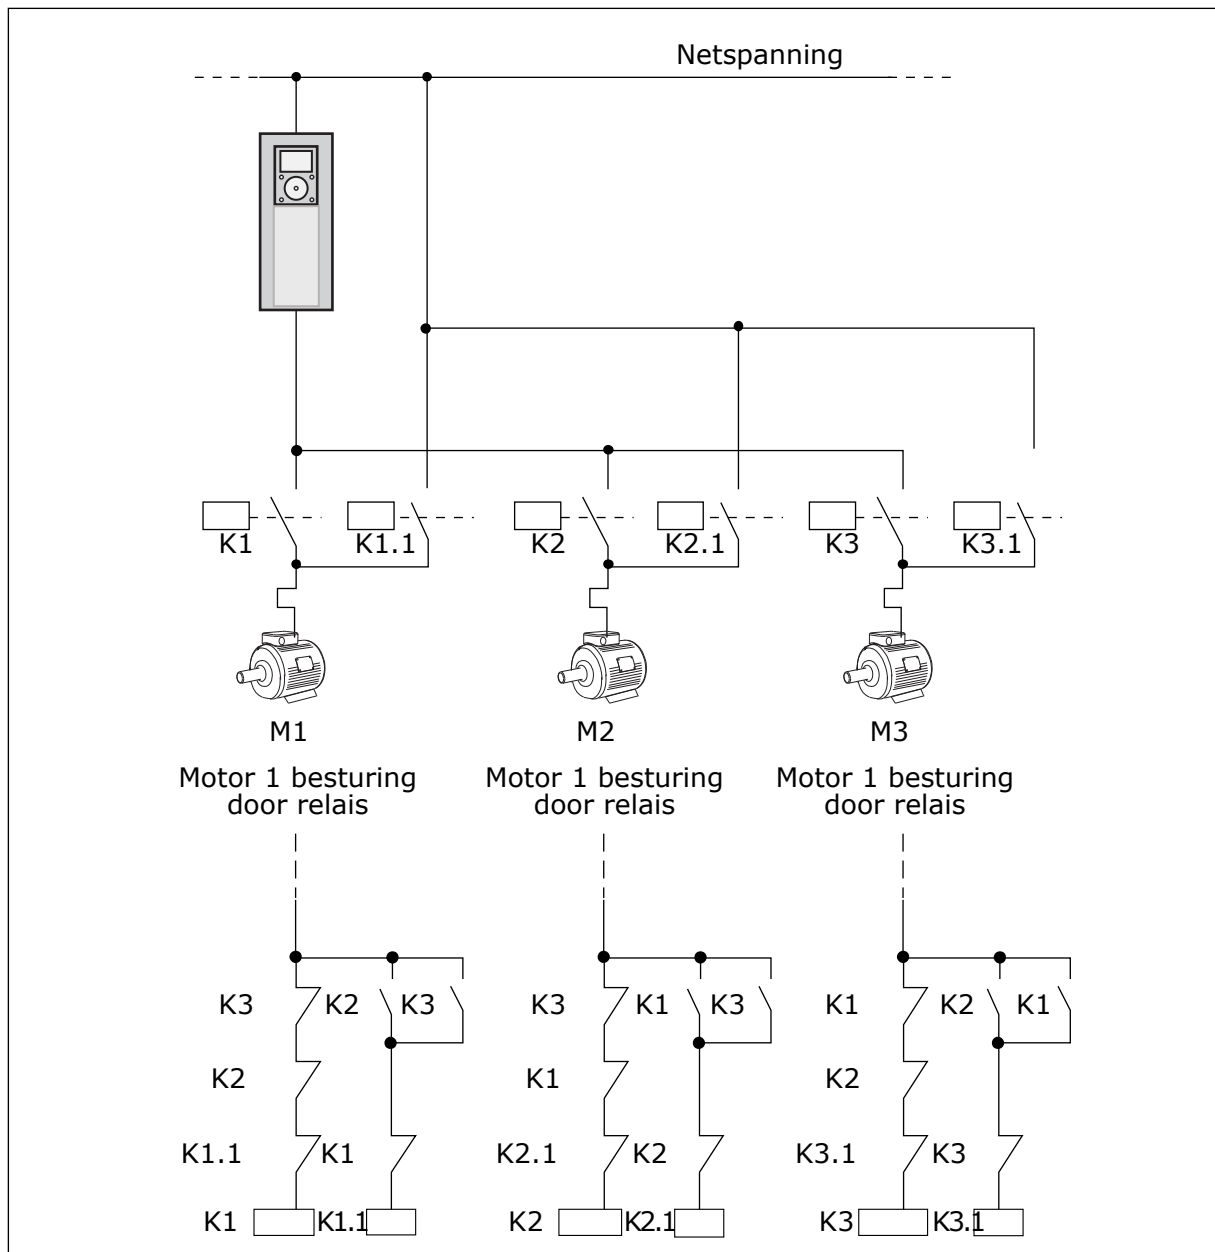 Netspanning
K1 K1.1 K2 K2.1 K3 K3.1
M1 M2 M3
Motor 1 besturing Motor 1 besturing Motor 1 besturing
door relais door relais door relais
K3 K2 K3 K3 K1 K3 K1 K2 K1
K2 K1 K2
K1.1 K1 K2.1 K2 K3.1 K3
K1 K1.1 K2 K2.1 K3 K3.1